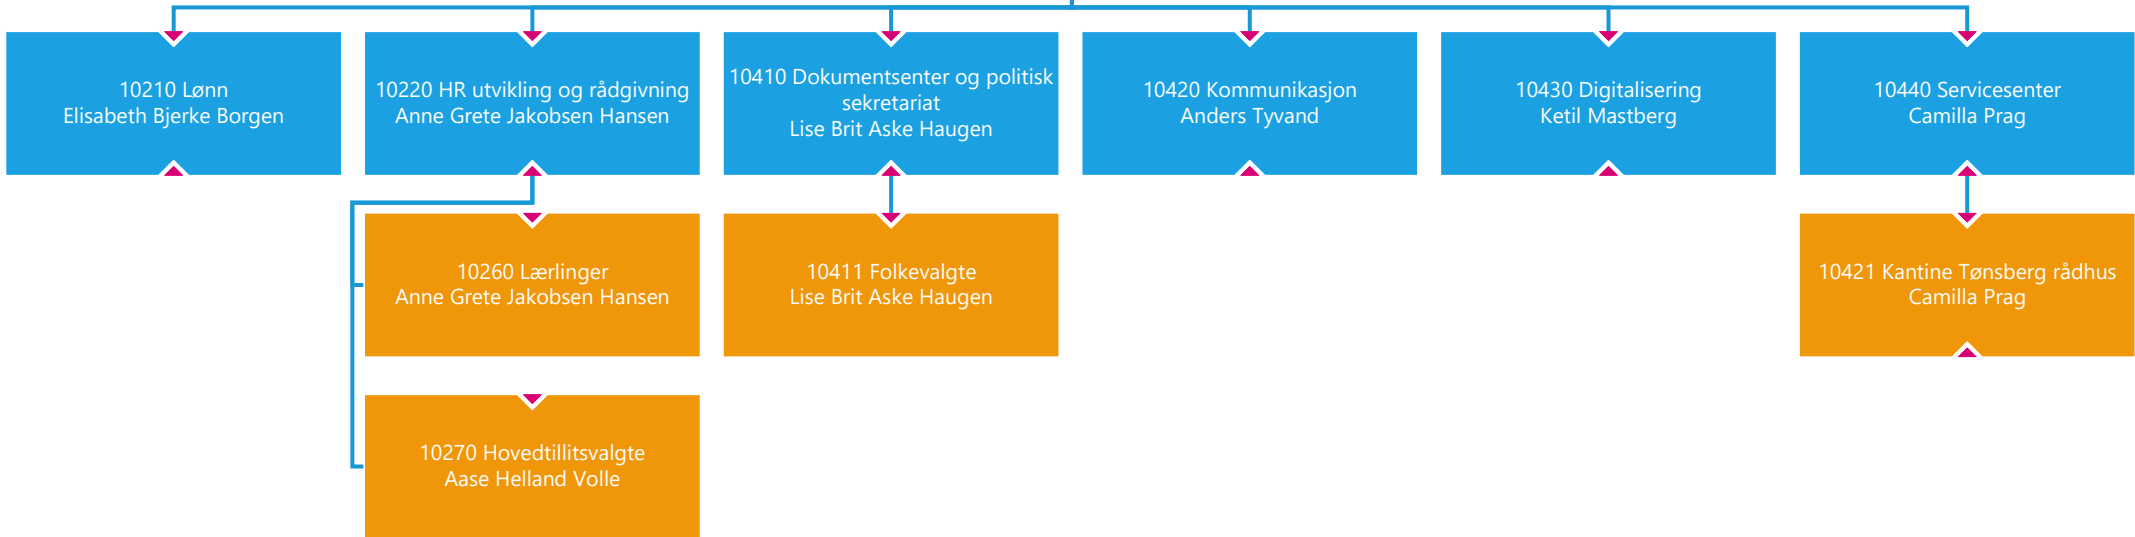 10210 Lønn
Elisabeth Bjerke Borgen
10220 HR utvikling og rådgivning
Anne Grete Jakobsen Hansen
10410 Dokumentsenter og politisk
sekretariat
Lise Brit Aske Haugen
10420 Kommunikasjon
Anders Tyvand
10430 Digitalisering
Ketil Mastberg
10440 Servicesenter
Camilla Prag
10260 Lærlinger
Anne Grete Jakobsen Hansen
10411 Folkevalgte
Lise Brit Aske Haugen
10421 Kantine Tønsberg rådhus
Camilla Prag
10270 Hovedtillitsvalgte
Aase Helland Volle